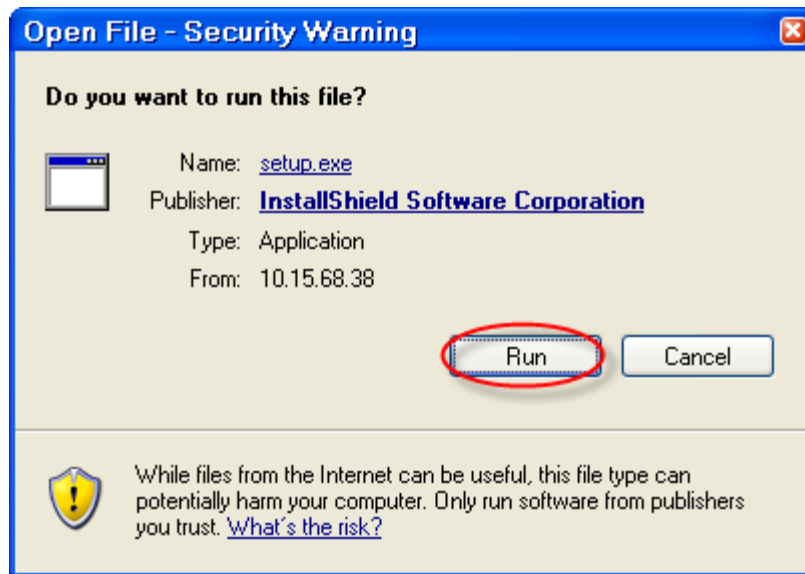 Open File - Security Warning
Do you want to run this file?
Name: setup.exe
Publisher: InstallShield Software Corporation
Type: Application
From: 10.15.68.38
Run Cancel
While files from the Internet can be useful, this file type can
potentially harm your computer. Only run software from publishers
you trust. What's the risk?